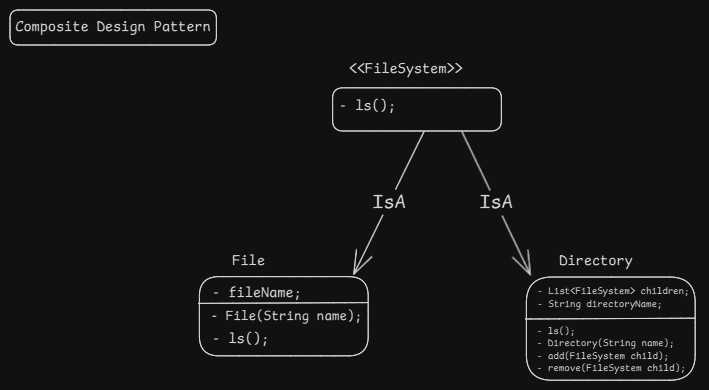 Composite Design Pattern
<<FileSystem>>
- ls();
IsA
IsA
File
- fileName;
- File(String name);
- ls();
Directory
- List<FileSystem> children;
- String directoryName;
- ls();
- Directory(String name);
- add(FileSystem child);
- remove(FileSystem child);